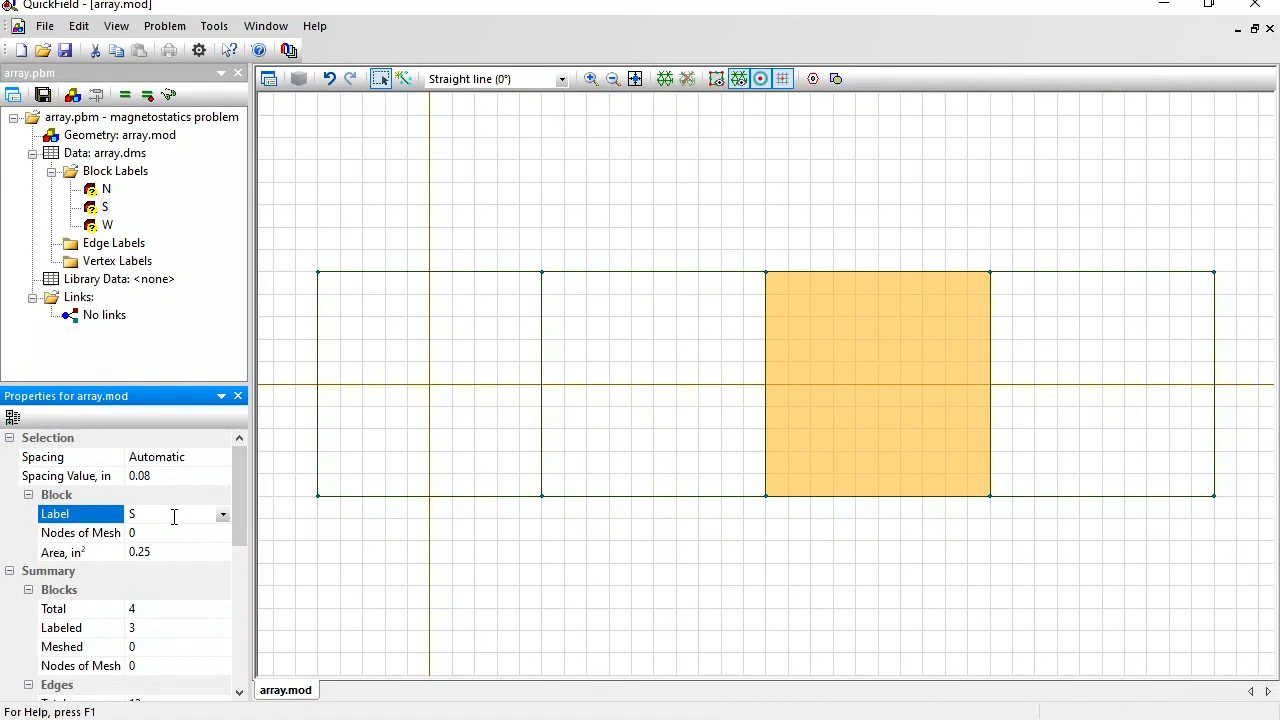 QuickField - [array.mod]
File Edit View Problem Tools Window Help
array.pbm
Straight line (0°)
array.pbm - magnetostatics problem
Geometry: array.mod
Data: array.dms
Block Labels
N
S
W
Edge Labels
Vertex Labels
Library Data: <none>
Links:
No links
Properties for array.mod
Selection
Spacing Automatic
Spacing Value, in 0.08
Block
Label S
Nodes of Mesh 0
Area, in² 0.25
Summary
Blocks
Total 4
Labeled 3
Meshed 0
Nodes of Mesh 0
Edges
array.mod
For Help, press F1